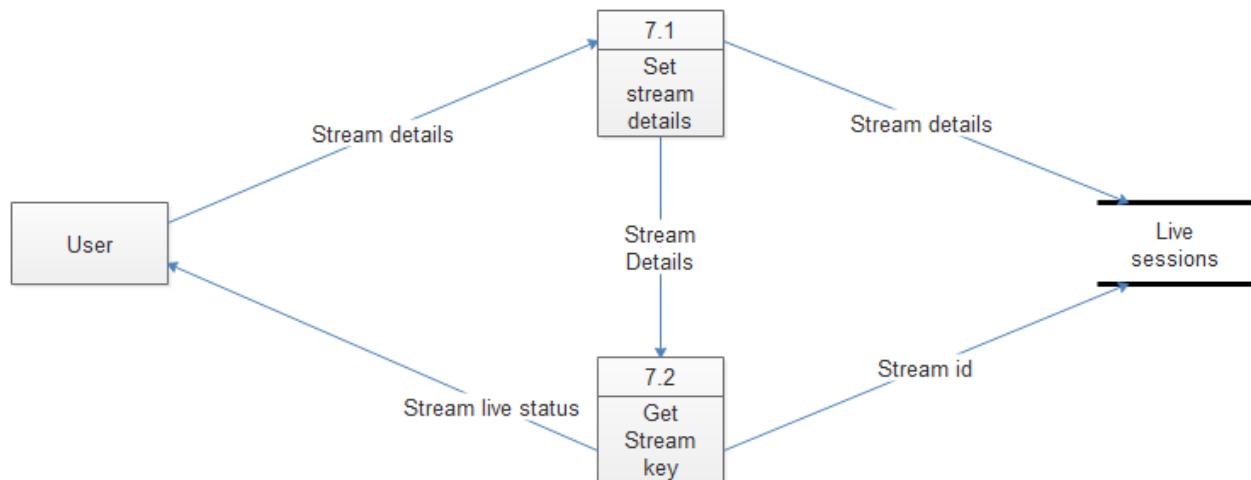 7.1
Set
stream
details
Stream details
Stream details
User
Stream
Details
Live
sessions
7.2
Get
Stream
key
Stream live status
Stream id